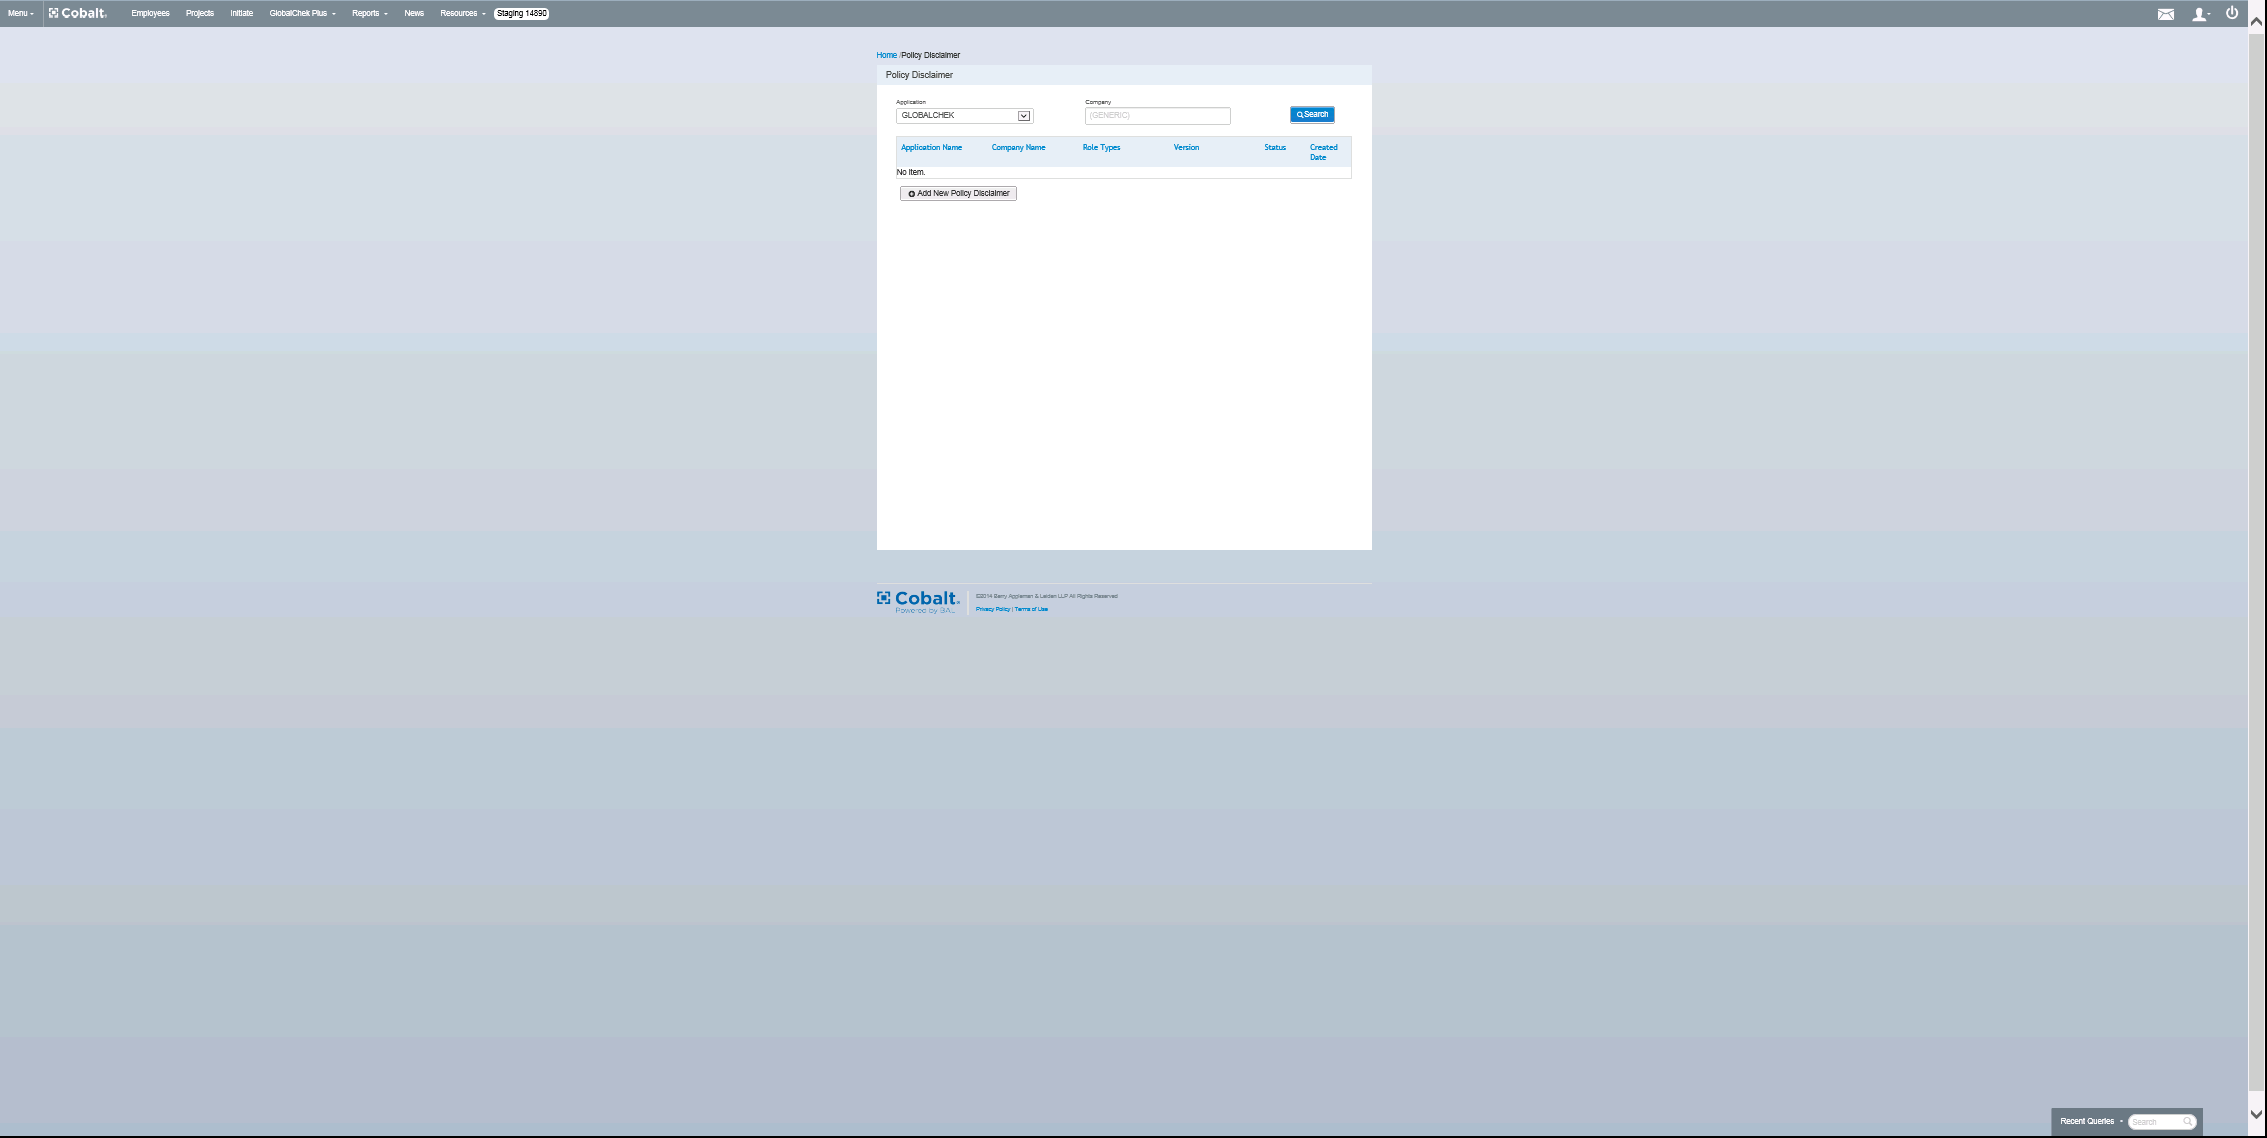 Menu
Cobalt
Employees
Projects
Initiate
GlobalChek Plus
Reports
News
Resources
Staging 14890
Home /Policy Disclaimer
Policy Disclaimer
Application
Company
GLOBALCHEK
(GENERIC)
Search
Application Name
Company Name
Role Types
Version
Status
Created Date
No Item.
Add New Policy Disclaimer
Cobalt
Powered by BAL
©2014 Barry Appleman & Leiden LLP All Rights Reserved
Privacy Policy | Terms of Use
Recent Queries
Search